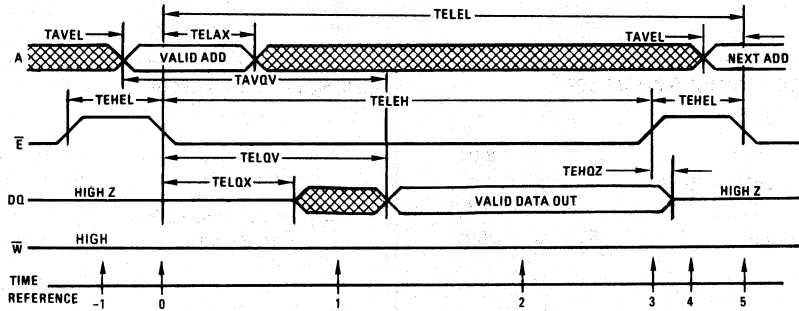 TELEL
TAVEL TELAX TAVEL
A VALID ADD NEXT ADD
TAVQV
TEHEL TELEH TEHEL
E
TELQV
TELQX TEHQZ
DQ HIGH Z VALID DATA OUT HIGH Z
W HIGH
TIME
REFERENCE -1 0 1 2 3 4 5